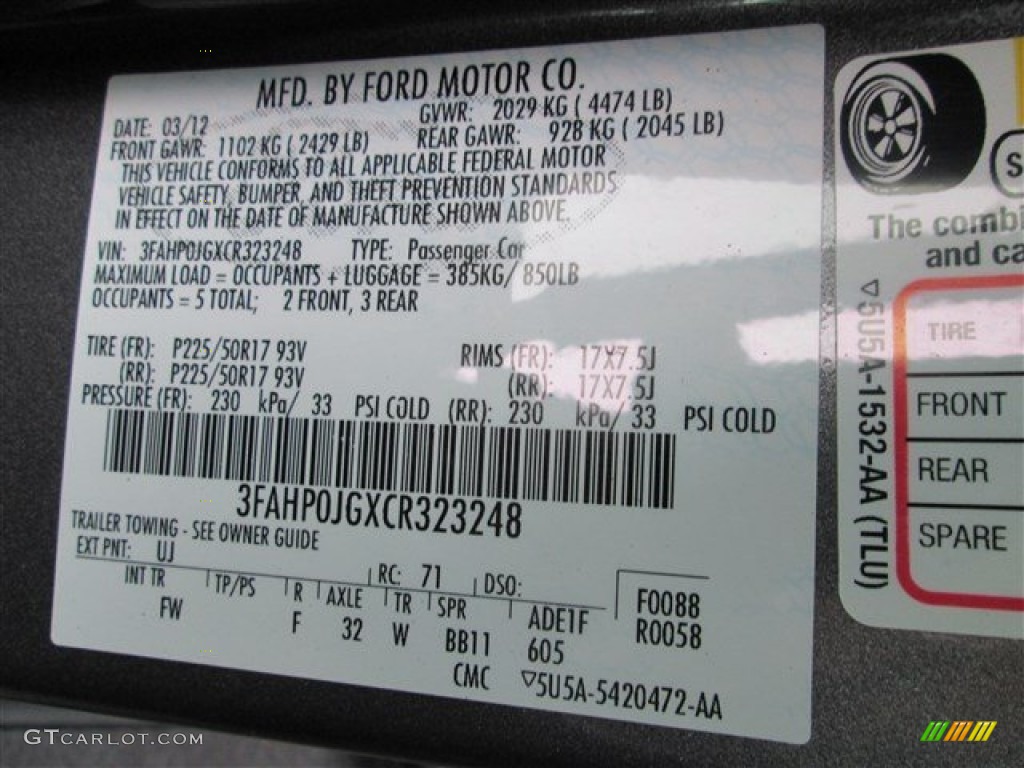 MFD. BY FORD MOTOR CO.
DATE: 03/12 GVWR: 2029 KG ( 4474 LB)
FRONT GAWR: 1102 KG ( 2429 LB) REAR GAWR: 928 KG ( 2045 LB)
THIS VEHICLE CONFORMS TO ALL APPLICABLE FEDERAL MOTOR
VEHICLE SAFETY, BUMPER, AND THEFT PREVENTION STANDARDS
IN EFFECT ON THE DATE OF MANUFACTURE SHOWN ABOVE.
VIN: 3FAHP0JGXCR323248 TYPE: Passenger Car
MAXIMUM LOAD = OCCUPANTS + LUGGAGE = 385KG/ 850LB
OCCUPANTS = 5 TOTAL; 2 FRONT, 3 REAR
TIRE (FR): P225/50R17 93V RIMS (FR): 17X7.5J
(RR): P225/50R17 93V (RR): 17X7.5J
PRESSURE (FR): 230 kPa/ 33 PSI COLD (RR): 230 kPa/ 33 PSI COLD
3FAHP0JGXCR323248
TRAILER TOWING - SEE OWNER GUIDE
EXT PNT: UJ RC: 71 DSO:
INT TR TP/PS R AXLE TR SPR ADE1F F0088
FW F 32 W BB11 605 R0058
CMC 5U5A-5420472-AA
S
The combi
and ca
TIRE
FRONT
REAR
SPARE
5U5A-1532-AA (TLU)
GTCARLOT.COM